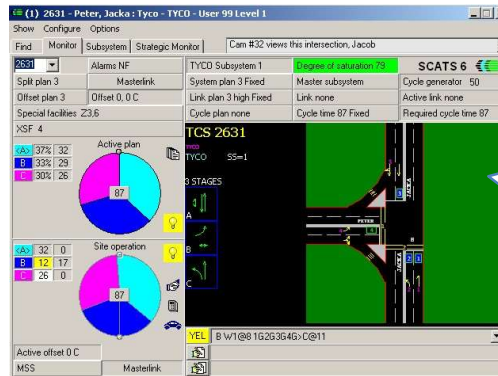 (1) 2631 - Peter, Jacka : Tyco - TYCO - User 99 Level 1
Show Configure Options
Find Monitor Subsystem Strategic Monitor Cam #32 views this intersection, Jacob
2631 Alarms NF TYCO Subsystem 1 Degree of saturation 79 SCATS 6
Split plan 3 Masterlink System plan 3 Fixed Master subsystem Cycle generator 50
Offset plan 3 Offset 0, 0 C Link plan 3 high Fixed Link none Active link none
Special facilities Z3,6 Cycle plan none Cycle time 87 Fixed Required cycle time 87
XSF 4
TCS 2631
TYCO
TYCO SS=1
3 STAGES
A
B
C
Active plan
<A> 37% 32
B 33% 29
C 30% 26
87
Site operation
<A> 32 0
B 12 17
C 26 0
87
JACKA
PETER
JACKA
YEL B W1@8 1G2G3G4G>C@11
Active offset 0 C
MSS Masterlink